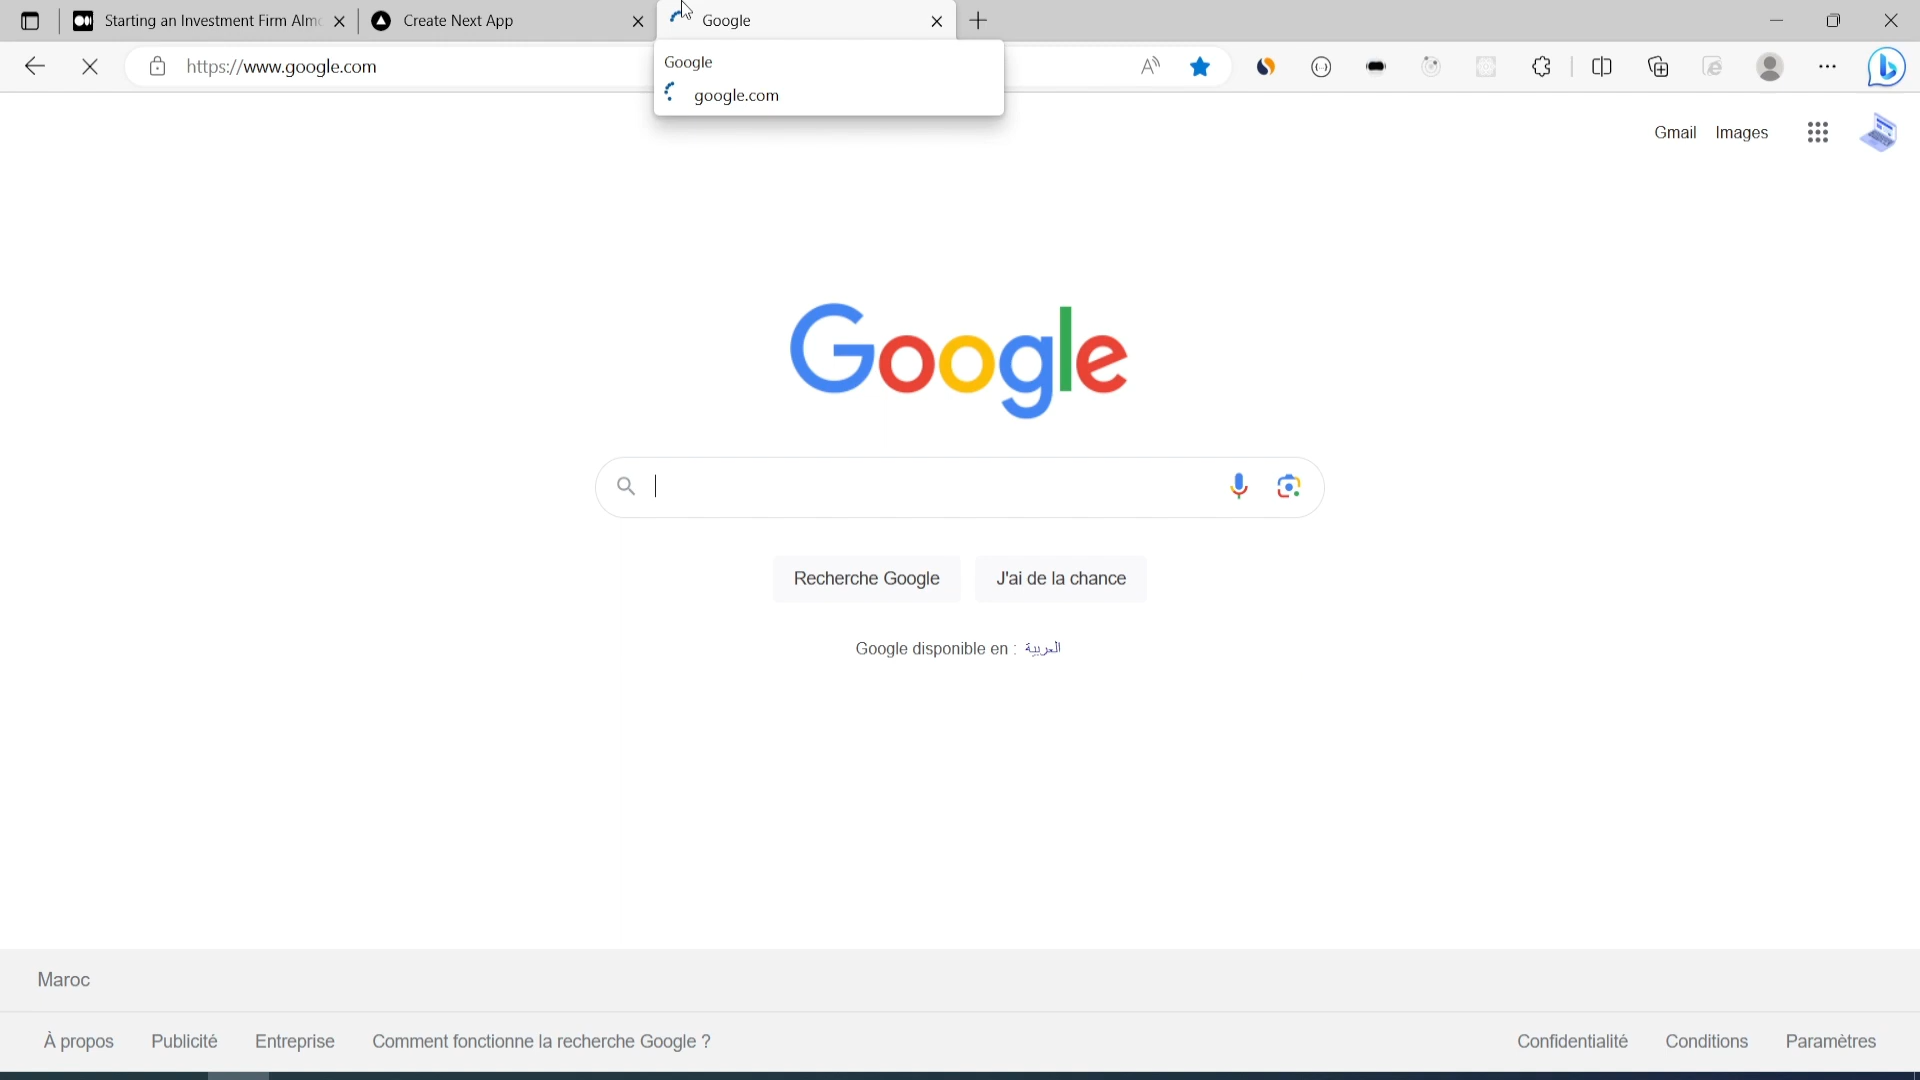 Starting an Investment Firm Alm
Create Next App
Google
https://www.google.com
Google
google.com
Gmail Images
Google
Recherche Google
J'ai de la chance
Google disponible en : العربية
Maroc
À propos Publicité Entreprise Comment fonctionne la recherche Google ?
Confidentialité Conditions Paramètres